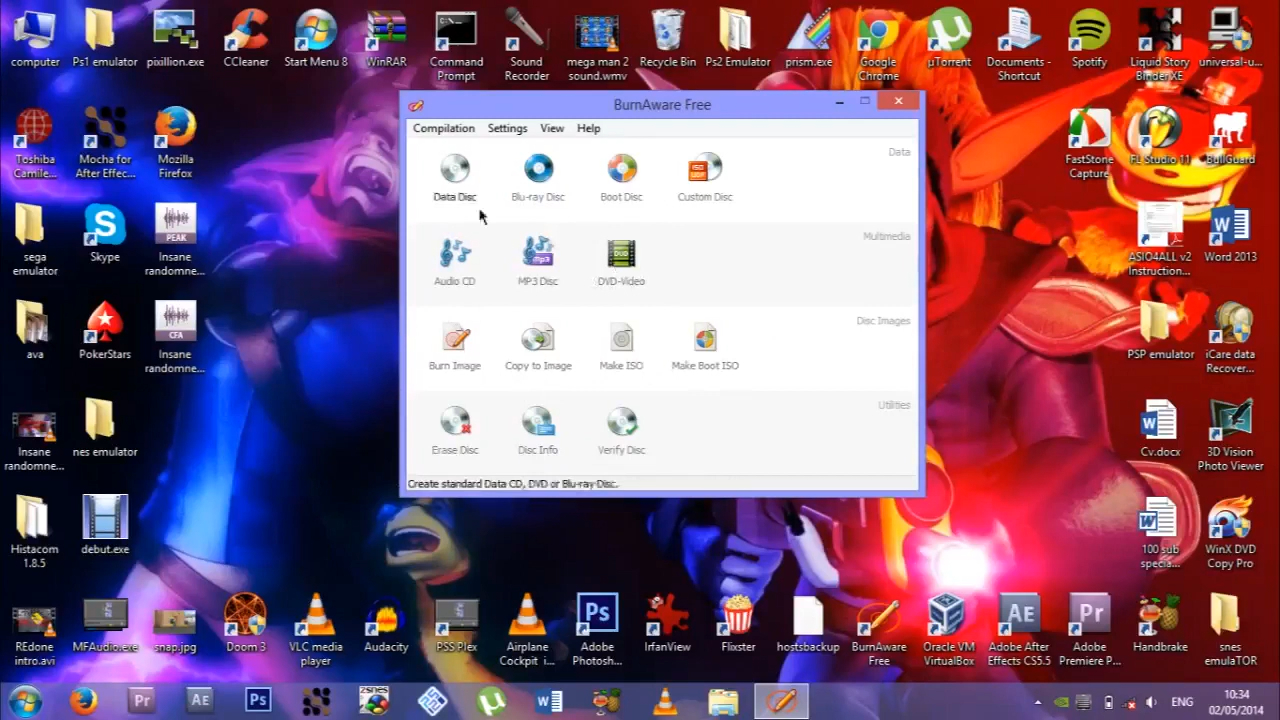 computer
Ps1 emulator
pixillion.exe
CCleaner
Start Menu 8
WinRAR
Command
Prompt
Sound
Recorder
mega man 2
sound.wmv
Recycle Bin
Ps2 Emulator
prism.exe
Google
Chrome
µTorrent
Documents -
Shortcut
Spotify
Liquid Story
Binder XE
universal-u...
BurnAware Free
Compilation
Settings
View
Help
Data
Data Disc
Blu-ray Disc
Boot Disc
Custom Disc
Multimedia
Audio CD
MP3 Disc
DVD-Video
Disc Images
Burn Image
Copy to Image
Make ISO
Make Boot ISO
Utilities
Erase Disc
Disc Info
Verify Disc
Create standard Data CD, DVD or Blu-ray Disc.
Toshiba
Camile...
Mocha for
After Effec...
Mozilla
Firefox
FastStone
Capture
FL Studio 11
BullGuard
sega
emulator
Skype
PEAK
Insane
randomne...
ASIO4ALL v2
Instruction...
Word 2013
ava
PokerStars
CFA
Insane
randomne...
PSP emulator
iCare data
Recover...
Insane
randomne...
nes emulator
Cv.docx
3D Vision
Photo Viewer
Histacom
1.8.5
debut.exe
100 sub
specia...
WinX DVD
Copy Pro
REdone
intro.avi
MFAudio.exe
snap.jpg
Doom 3
VLC media
player
Audacity
PSS Plex
Airplane
Cockpit i...
Adobe
Photosh...
IrfanView
Flixster
hostsbackup
BurnAware
Free
Oracle VM
VirtualBox
Adobe After
Effects CS5.5
Adobe
Premiere P...
Handbrake
snes
emulaTOR
ENG
10:34
02/05/2014